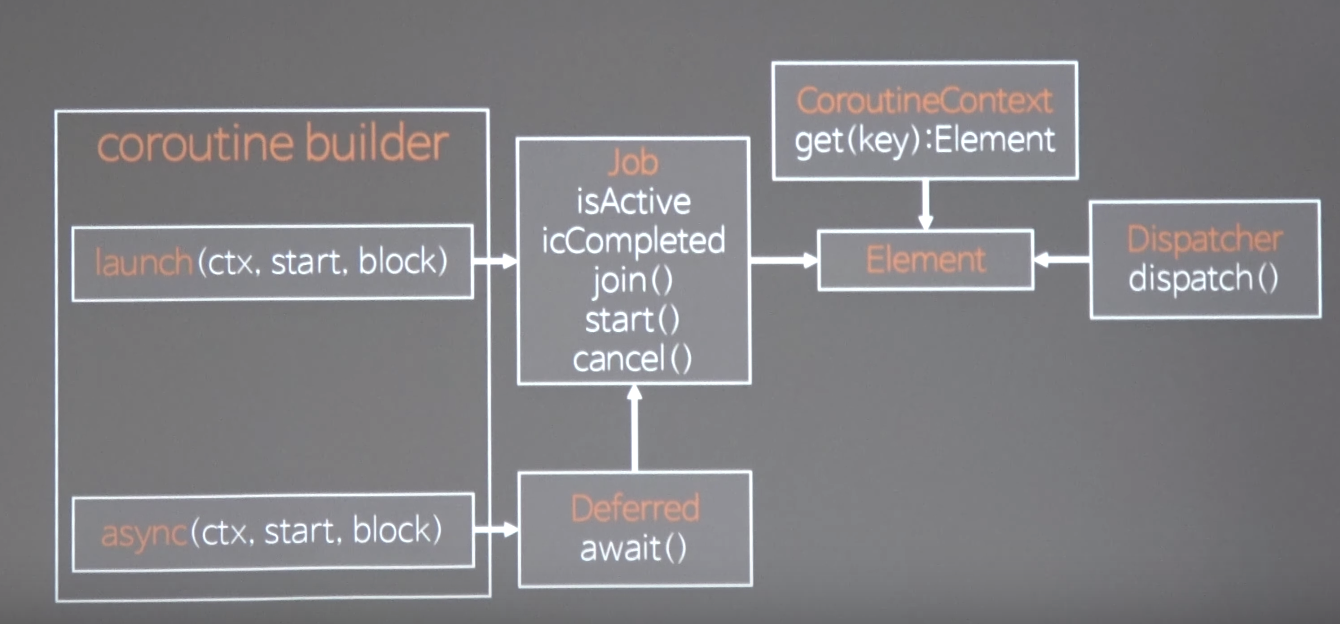 coroutine builder
launch(ctx, start, block)
async(ctx, start, block)
Job
isActive
icCompleted
join()
start()
cancel()
Deferred
await()
CoroutineContext
get(key):Element
Element
Dispatcher
dispatch()